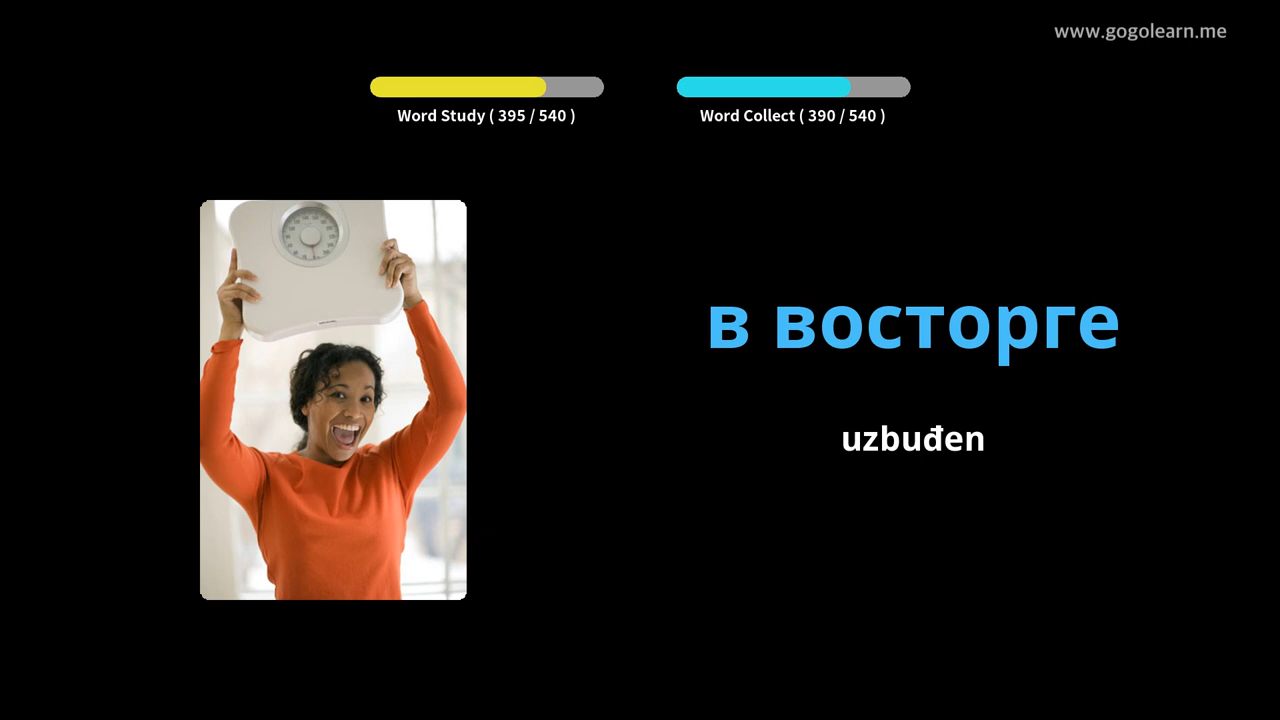 www.gogolearn.me
Word Study ( 395 / 540 )
Word Collect ( 390 / 540 )
в восторге
uzbuđen